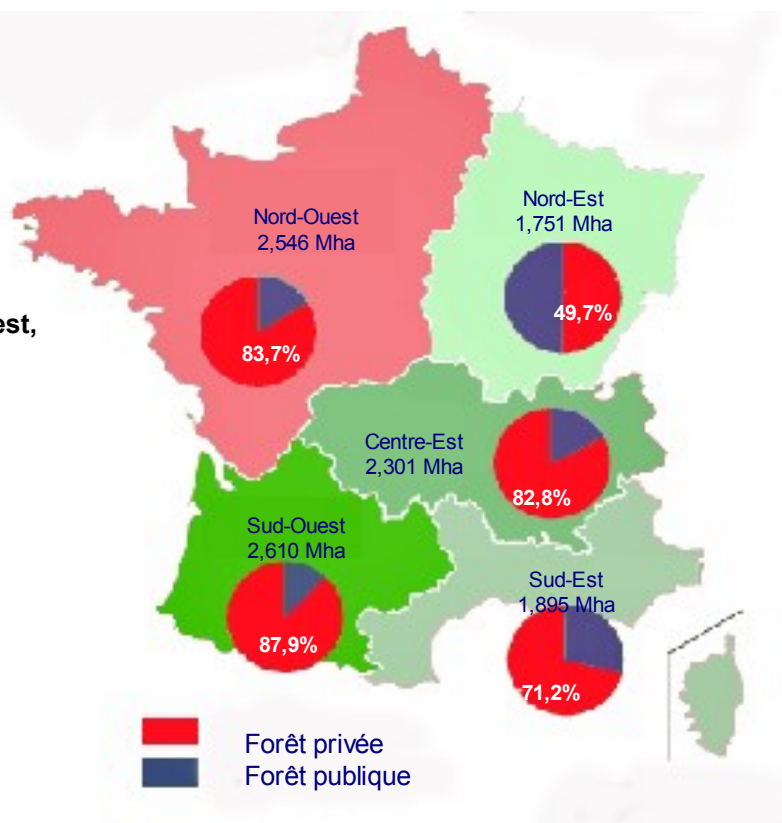 Nord-Ouest
2,546 Mha
83,7%
Nord-Est
1,751 Mha
49,7%
est,
Centre-Est
2,301 Mha
82,8%
Sud-Ouest
2,610 Mha
87,9%
Sud-Est
1,895 Mha
71,2%
Forêt privée
Forêt publique